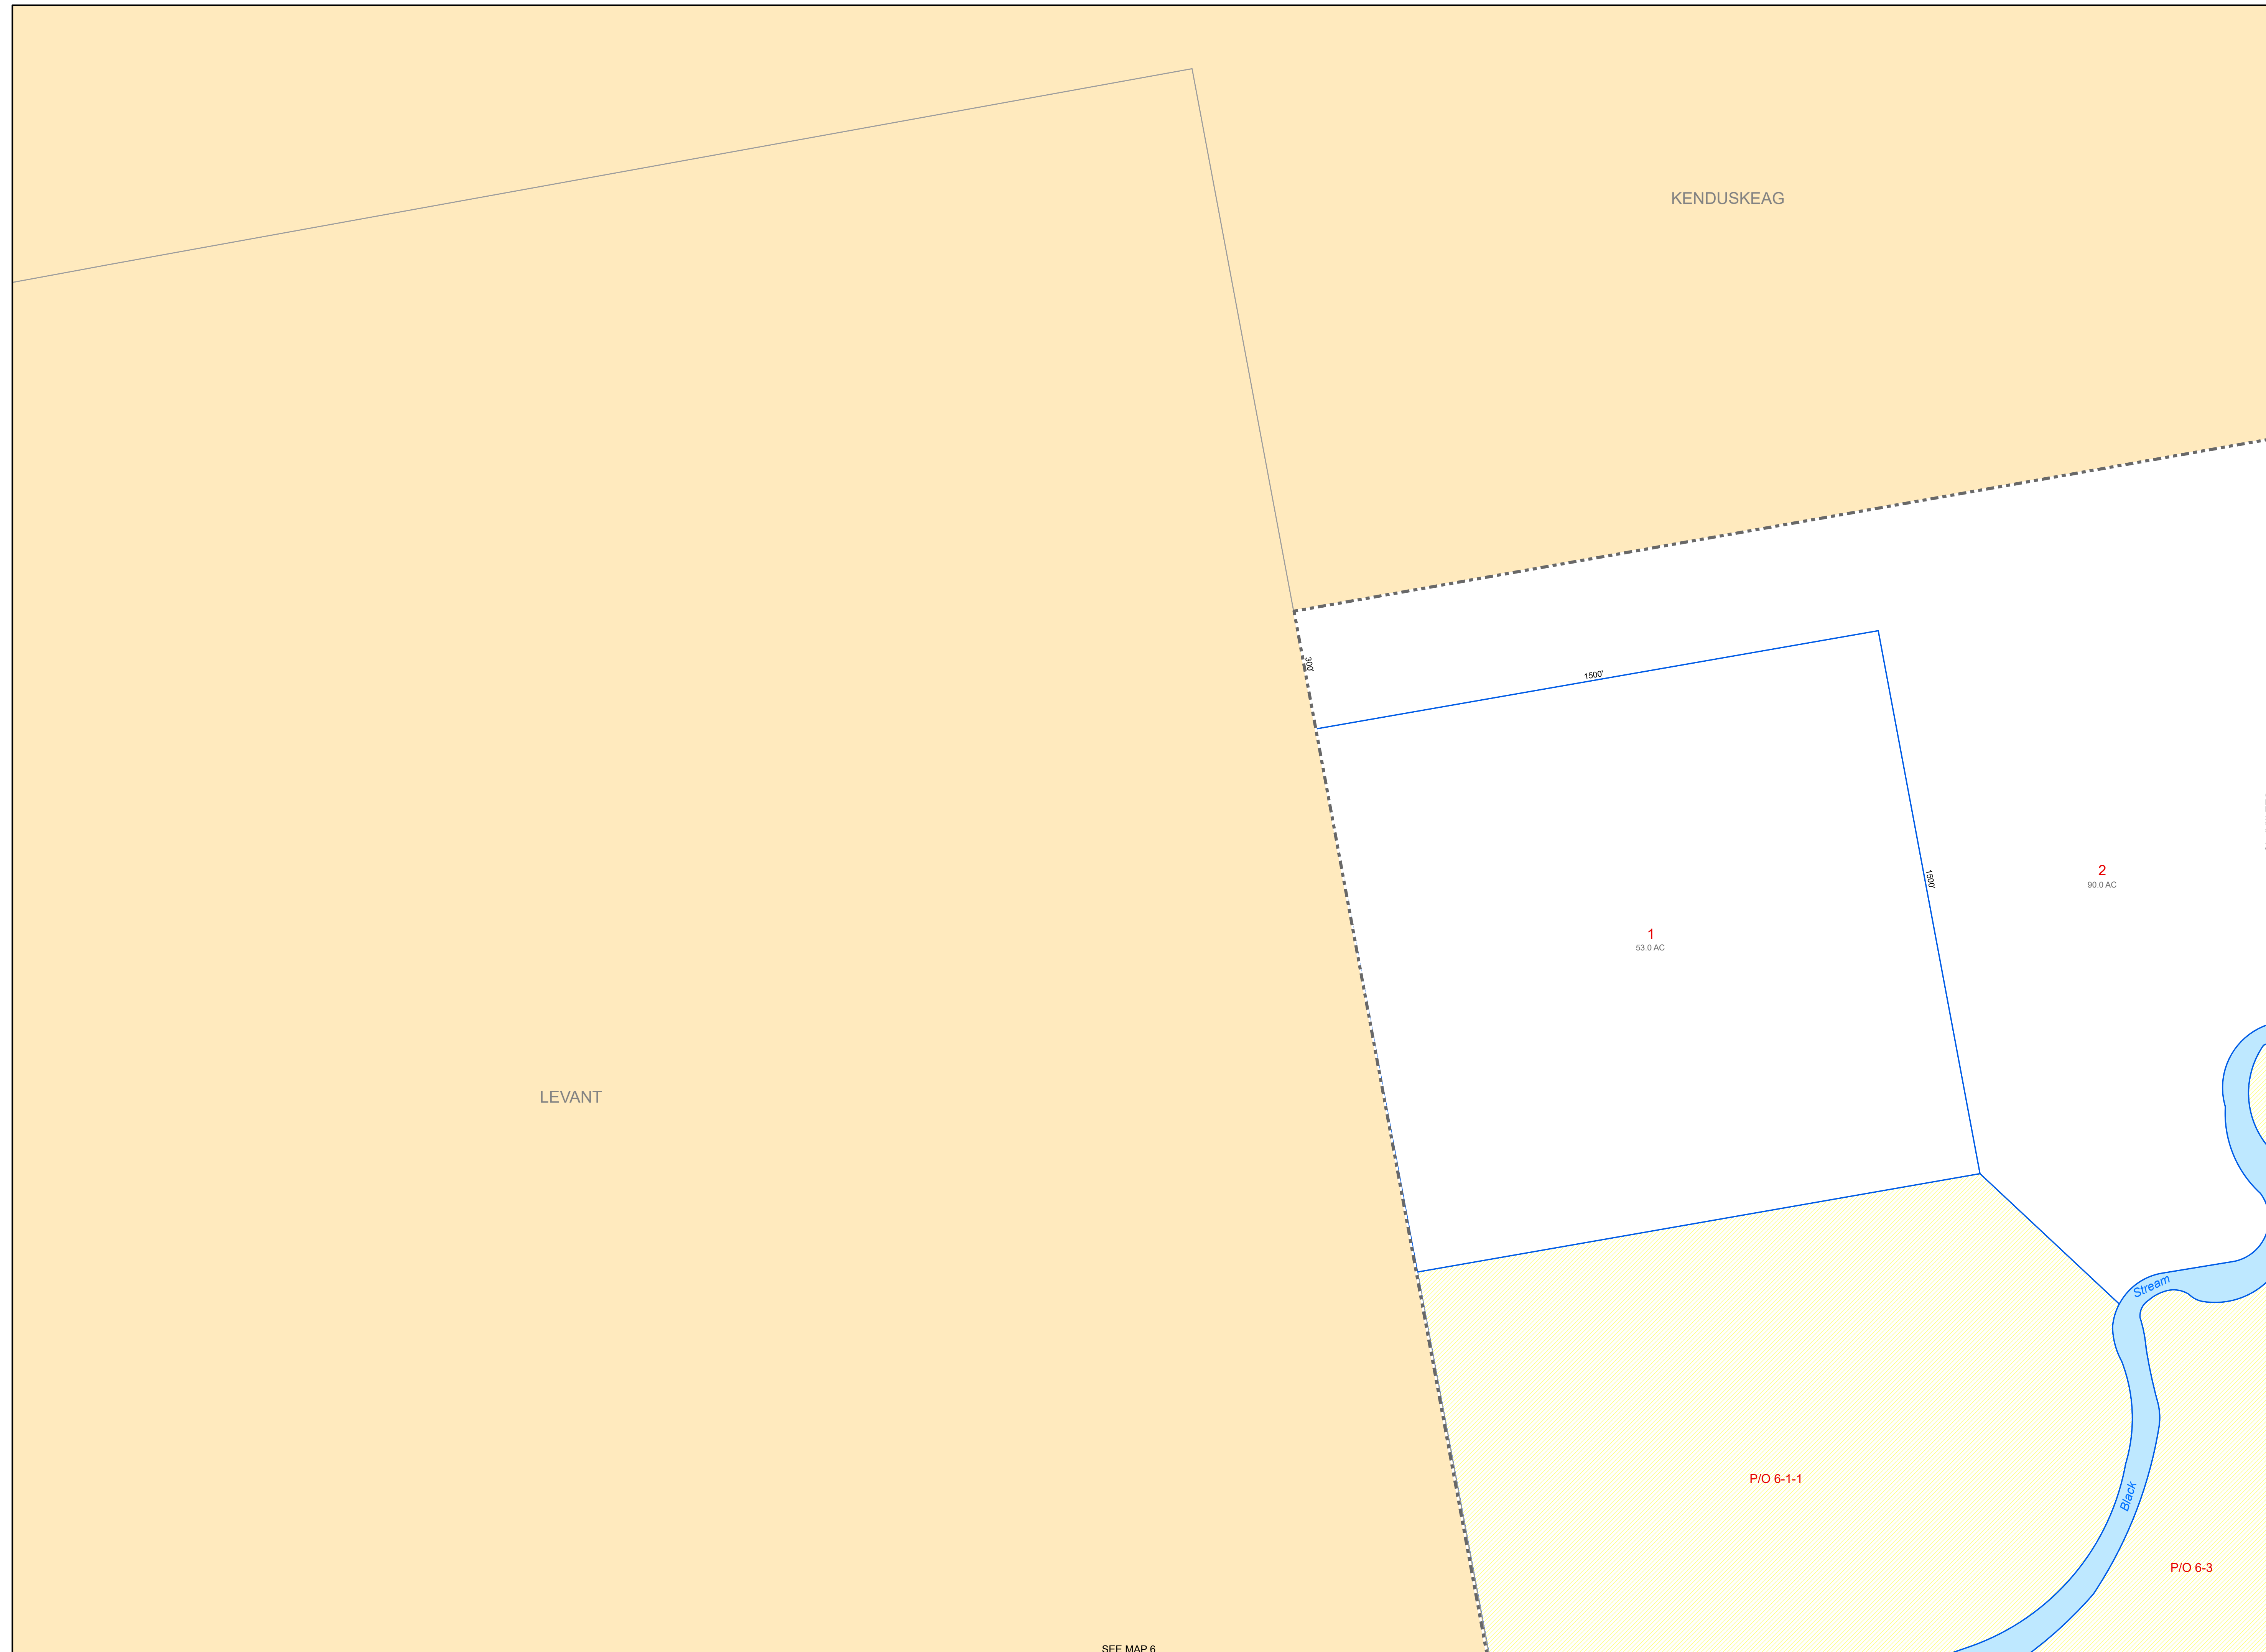 KENDUSKEAG
300'
1500'
1500'
2
90.0 AC
1
53.0 AC
LEVANT
Stream
P/O 6-1-1
Black
P/O 6-3
SEE MAP 6